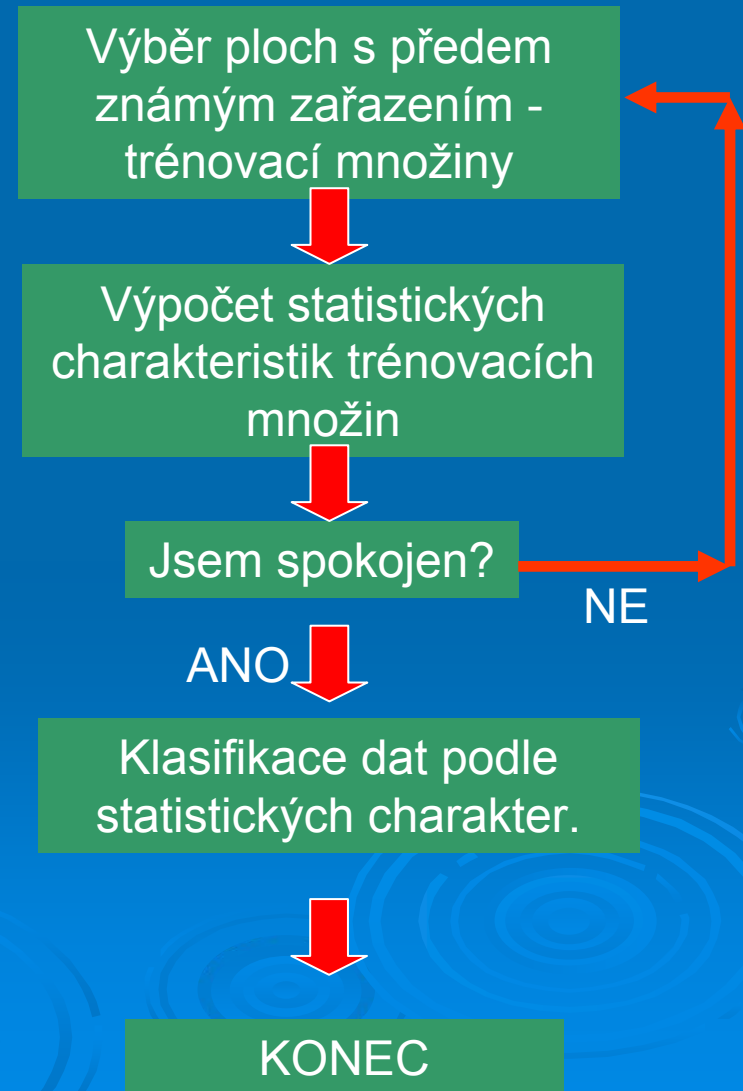 Výběr ploch s předem
známým zařazením -
trénovací množiny
Výpočet statistických
charakteristik trénovacích
množin
Jsem spokojen?
NE
ANO
Klasifikace dat podle
statistických charakter.
KONEC